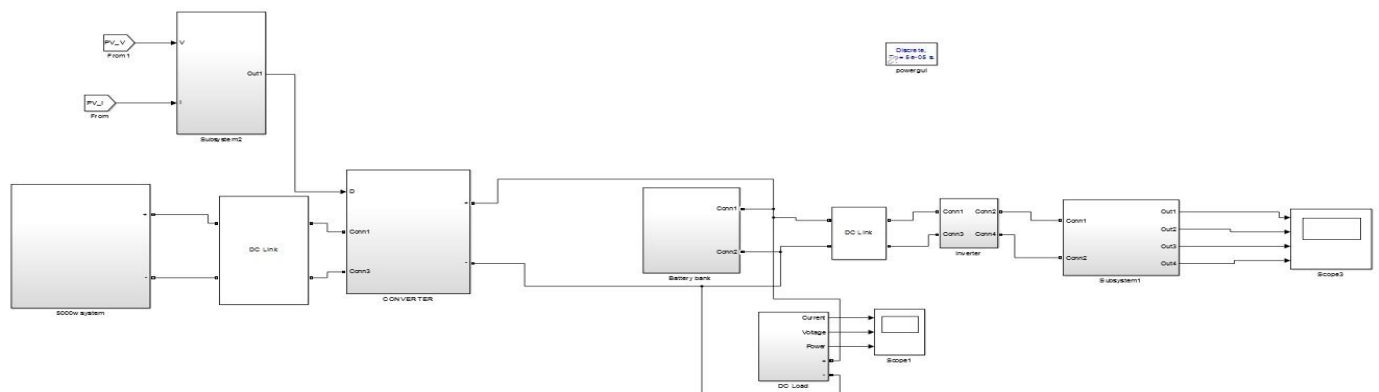 PV_V
From1
PV_I
From
V
I
Out1
Subsystem2
Discrete,
Ts = 5e-05 s.
powergui
+
-
5000w system
DC Link
D
Conn1
Conn3
+
-
CONVERTER
Conn1
Conn2
Battery bank
DC Link
Conn1
Conn2
Conn3
Conn4
Inverter
Conn1
Conn2
Out1
Out2
Out3
Out4
Subsystem1
Scope3
Current
Voltage
Power
+
-
DC Load
Scope1